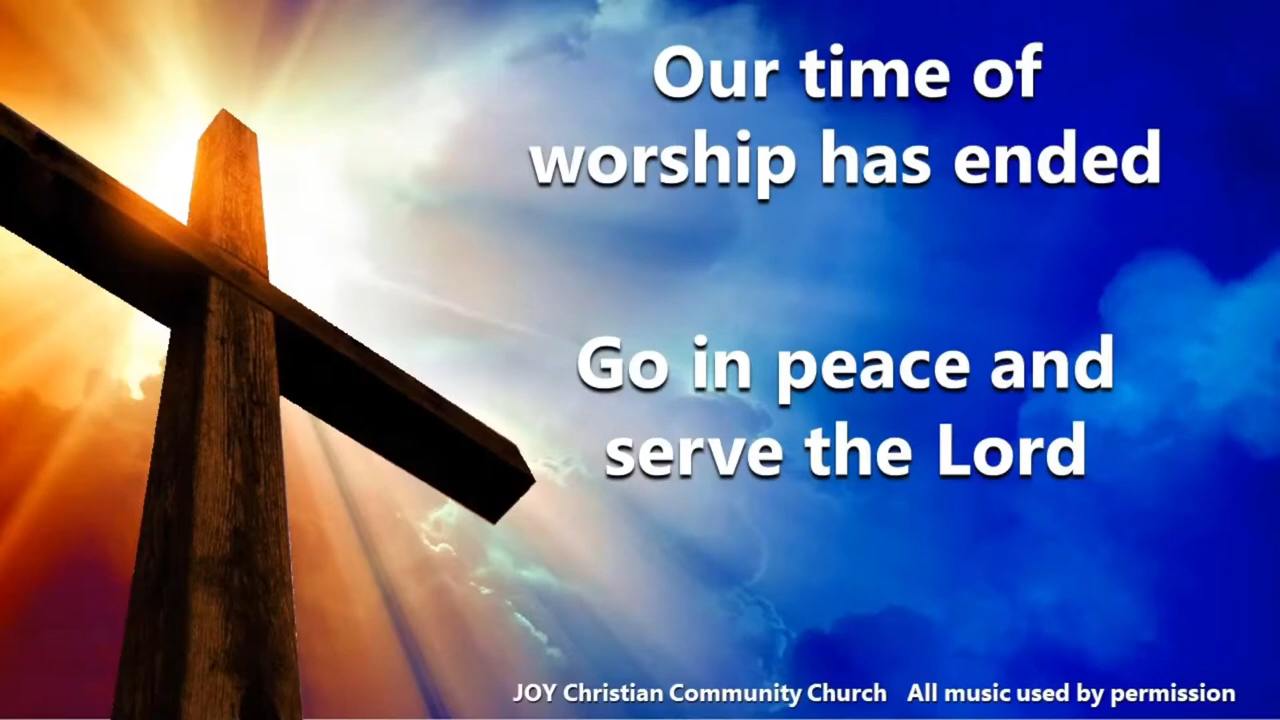 Our time of
worship has ended
Go in peace and
serve the Lord
JOY Christian Community Church   All music used by permission